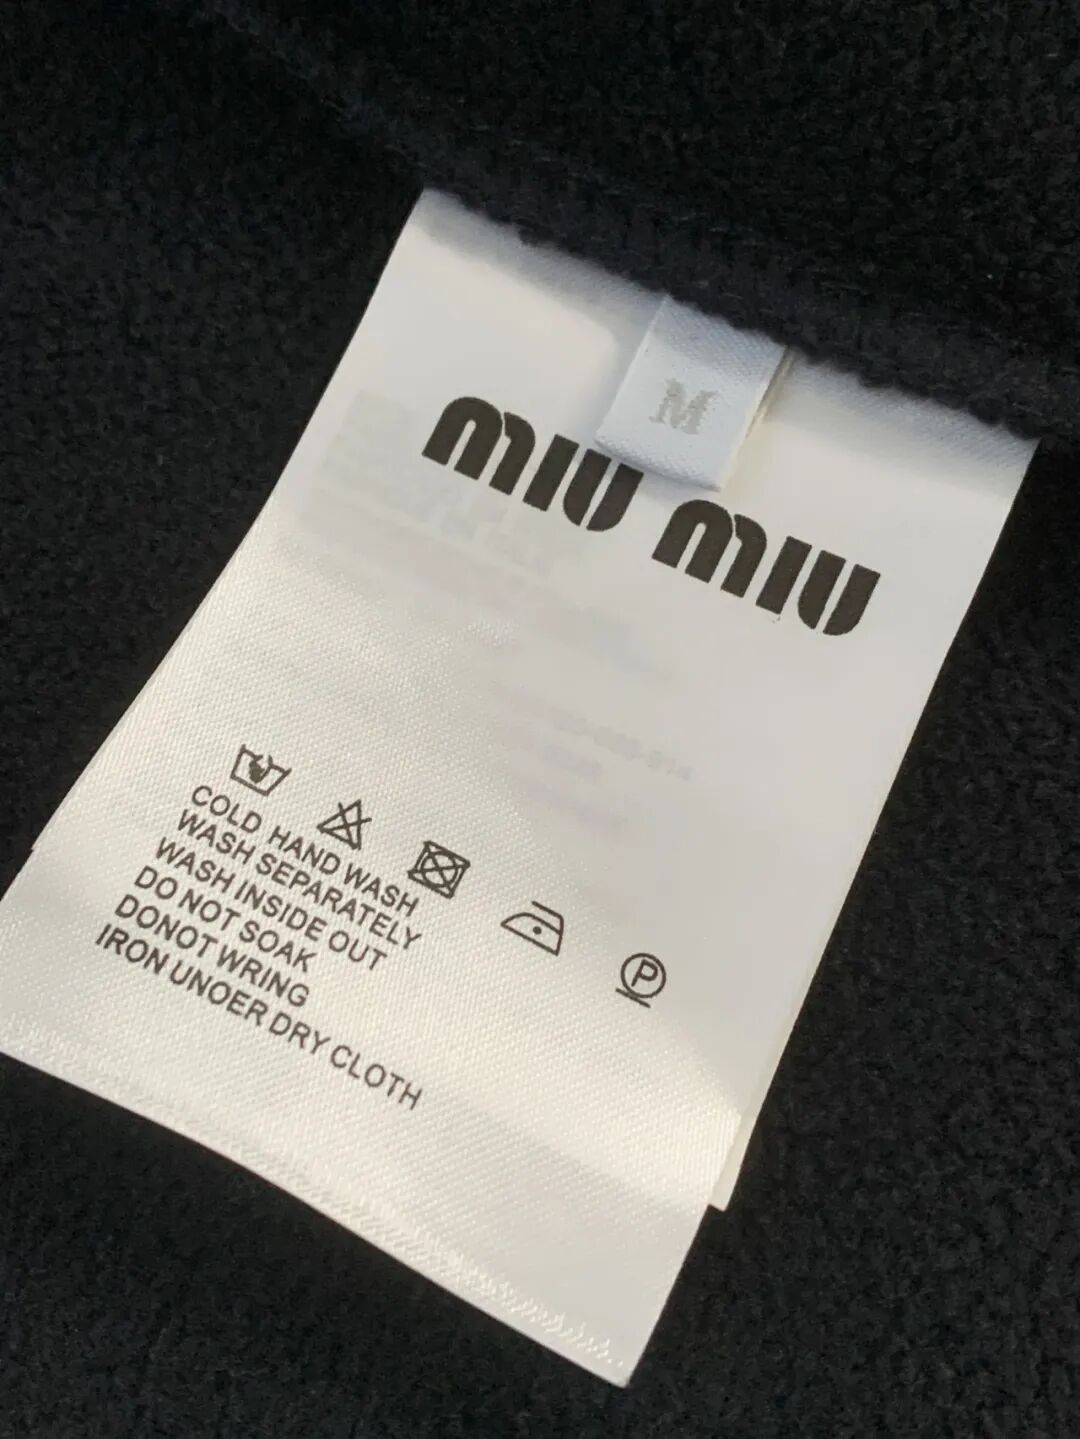 M
MIU MIU
COLD HAND WASH
WASH SEPARATELY
WASH INSIDE OUT
DO NOT SOAK
DONOT WRING
IRON UNOER DRY CLOTH
P